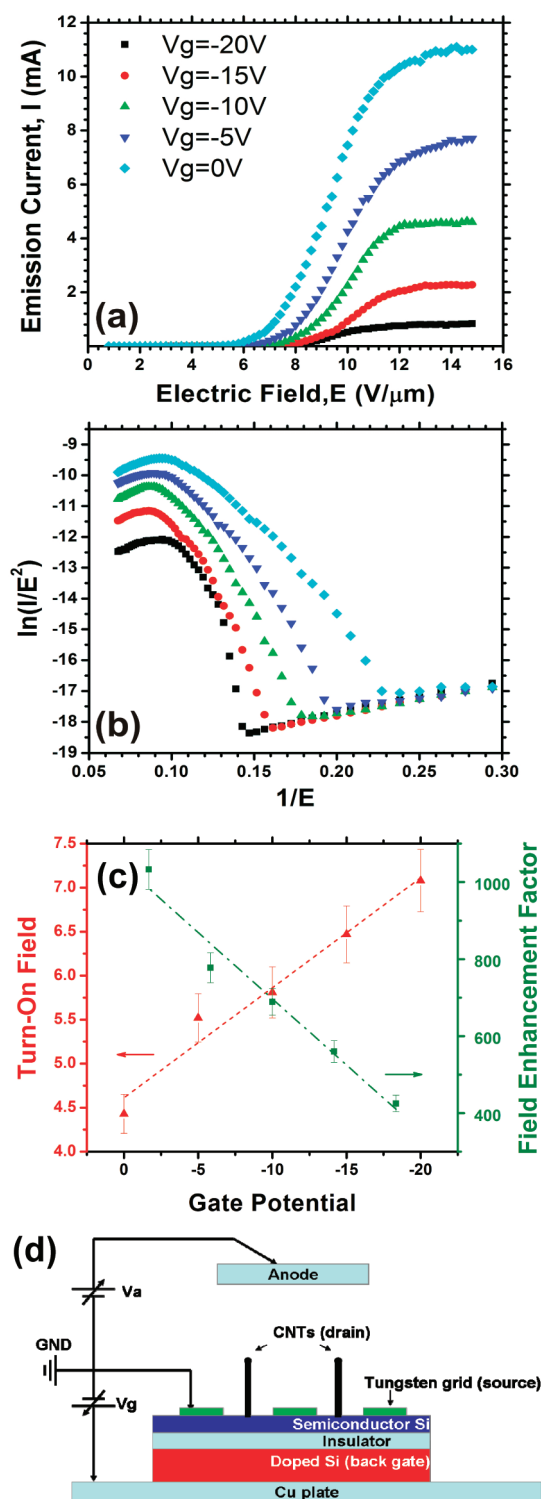 12
10
8
6
4
2
Emission Current, I (mA)
Vg=-20V
Vg=-15V
Vg=-10V
Vg=-5V
Vg=0V
(a)
0 2 4 6 8 10 12 14 16
Electric Field,E (V/µm)
-9
-10
-11
-12
-13
-14
-15
-16
-17
-18
-19
ln(I/E²)
(b)
0.05 0.10 0.15 0.20 0.25 0.30
1/E
7.5
7.0
6.5
6.0
5.5
5.0
4.5
4.0
Turn-On Field
(c)
1000
800
600
400
Field Enhancement Factor
0 -5 -10 -15 -20
Gate Potential
(d)
Anode
Va
CNTs (drain)
GND
Tungsten grid (source)
Vg
Semiconductor Si
Insulator
Doped Si (back gate)
Cu plate